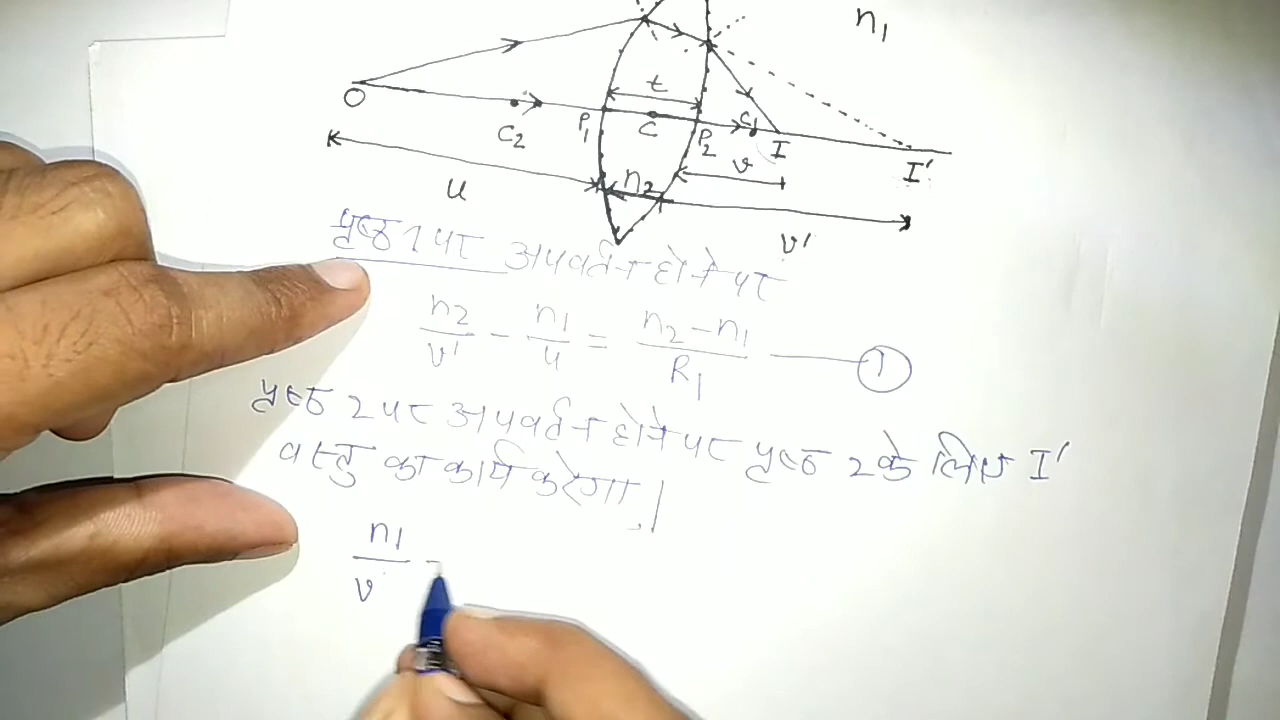 n₁
O
C₂
P₁
t
C
P₂
C₁
I
I'
u
n₂
v
v'
पृष्ठ 1 पर अपवर्तन होने पर
n₂/v' - n₁/u = (n₂-n₁)/R₁ —— ①
पृष्ठ 2 पर अपवर्तन होने पर पृष्ठ 2 के लिए I'
वस्तु का कार्य करेगा।
n₁/v -